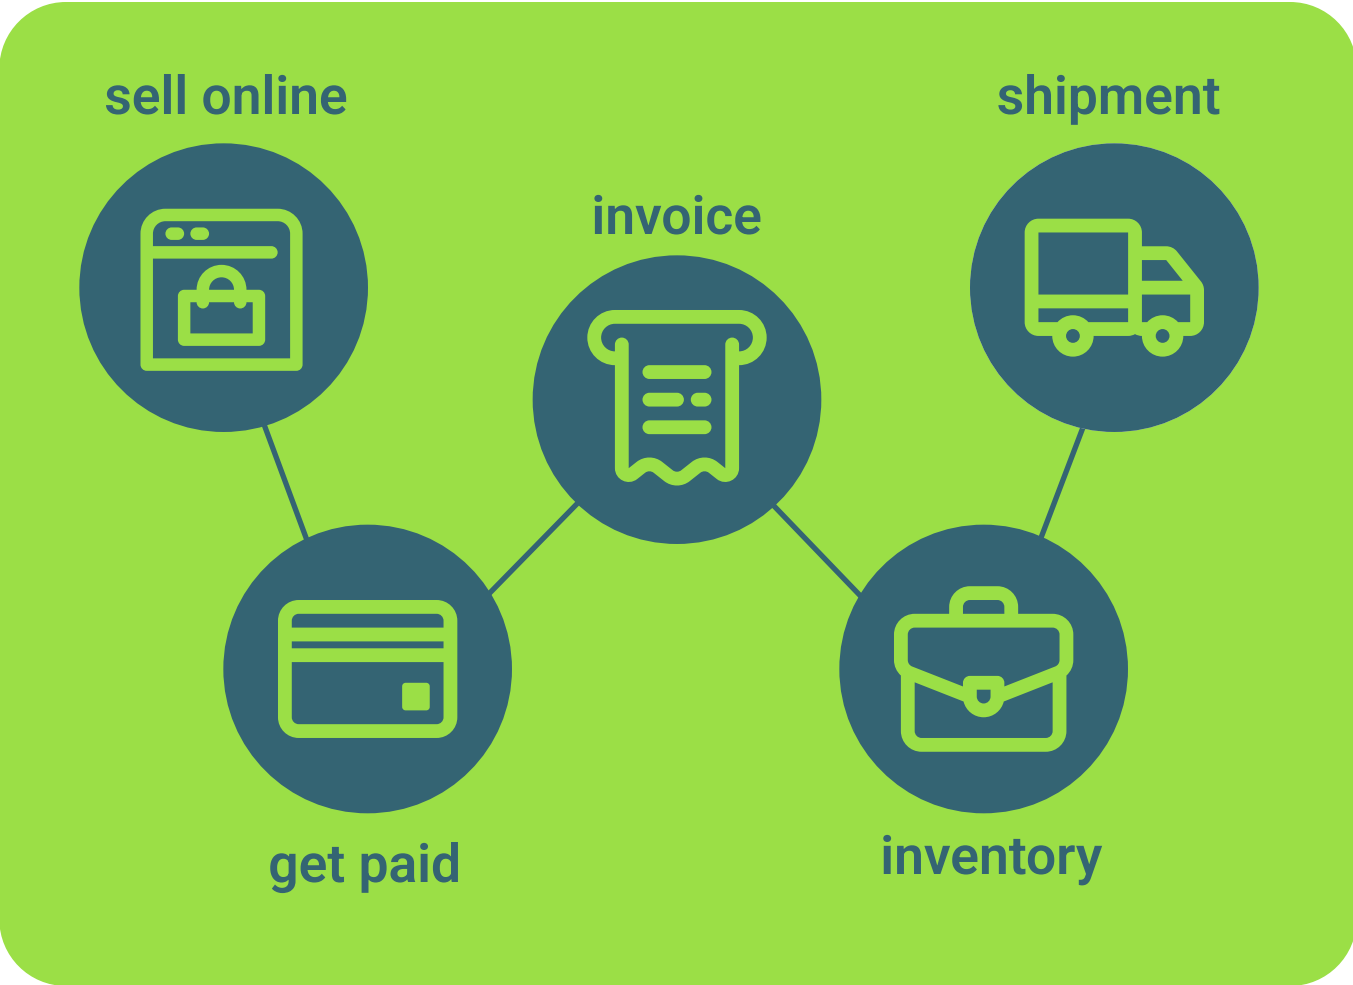 sell online
shipment
invoice
get paid
inventory